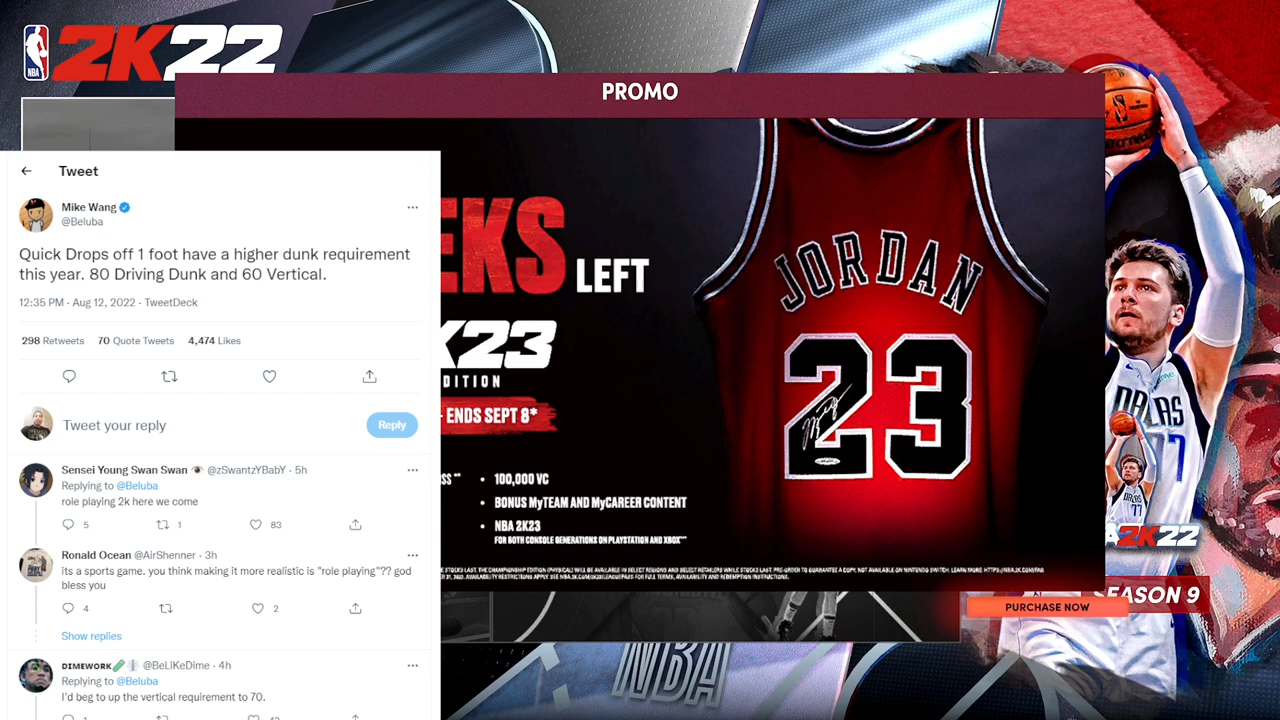 NBA 2K22
PROMO
Tweet
Mike Wang
@Beluba
Quick Drops off 1 foot have a higher dunk requirement
this year. 80 Driving Dunk and 60 Vertical.
12:35 PM · Aug 12, 2022 · TweetDeck
298 Retweets 70 Quote Tweets 4,474 Likes
Tweet your reply
Reply
Sensei Young Swan Swan @zSwantzYBabY · 5h
Replying to @Beluba
role playing 2k here we come
5 1 83
Ronald Ocean @AirShenner · 3h
its a sports game. you think making it more realistic is "role playing"?? god
bless you
4 2
Show replies
DIMEWORK @BeLiKeDime · 4h
Replying to @Beluba
I'd beg to up the vertical requirement to 70.
EKS LEFT
K23
DITION
- ENDS SEPT 8*
SS **
• 100,000 VC
• BONUS MyTEAM AND MyCAREER CONTENT
• NBA 2K23
FOR BOTH CONSOLE GENERATIONS ON PLAYSTATION AND XBOX***
JORDAN
23
PURCHASE NOW
DALLAS
77
A 2K22
SEASON 9
NBA